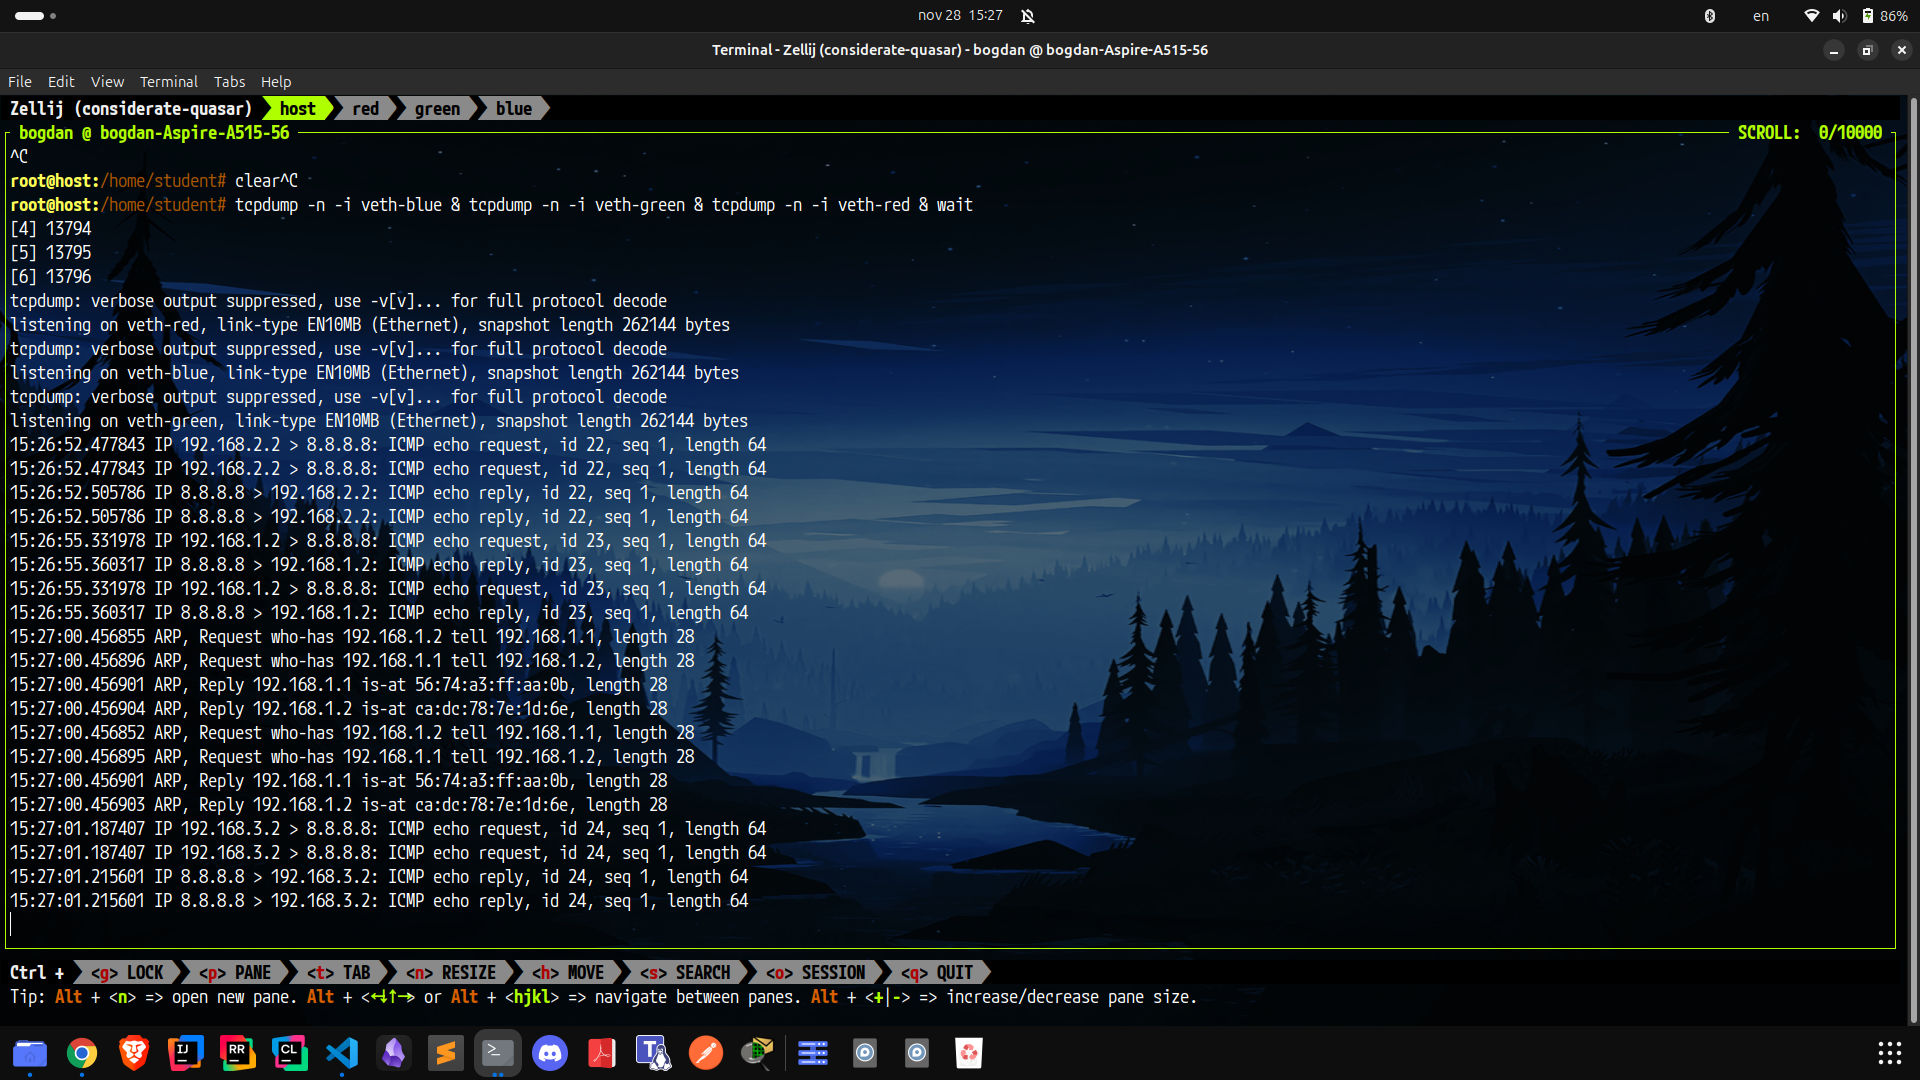 nov 28 15:27
en
86%
Terminal - Zellij (considerate-quasar) - bogdan @ bogdan-Aspire-A515-56
File Edit View Terminal Tabs Help
Zellij (considerate-quasar) host red green blue
bogdan @ bogdan-Aspire-A515-56 SCROLL: 0/10000
^C
root@host:/home/student# clear^C
root@host:/home/student# tcpdump -n -i veth-blue & tcpdump -n -i veth-green & tcpdump -n -i veth-red & wait
[4] 13794
[5] 13795
[6] 13796
tcpdump: verbose output suppressed, use -v[v]... for full protocol decode
listening on veth-red, link-type EN10MB (Ethernet), snapshot length 262144 bytes
tcpdump: verbose output suppressed, use -v[v]... for full protocol decode
listening on veth-blue, link-type EN10MB (Ethernet), snapshot length 262144 bytes
tcpdump: verbose output suppressed, use -v[v]... for full protocol decode
listening on veth-green, link-type EN10MB (Ethernet), snapshot length 262144 bytes
15:26:52.477843 IP 192.168.2.2 > 8.8.8.8: ICMP echo request, id 22, seq 1, length 64
15:26:52.477843 IP 192.168.2.2 > 8.8.8.8: ICMP echo request, id 22, seq 1, length 64
15:26:52.505786 IP 8.8.8.8 > 192.168.2.2: ICMP echo reply, id 22, seq 1, length 64
15:26:52.505786 IP 8.8.8.8 > 192.168.2.2: ICMP echo reply, id 22, seq 1, length 64
15:26:55.331978 IP 192.168.1.2 > 8.8.8.8: ICMP echo request, id 23, seq 1, length 64
15:26:55.360317 IP 8.8.8.8 > 192.168.1.2: ICMP echo reply, id 23, seq 1, length 64
15:26:55.331978 IP 192.168.1.2 > 8.8.8.8: ICMP echo request, id 23, seq 1, length 64
15:26:55.360317 IP 8.8.8.8 > 192.168.1.2: ICMP echo reply, id 23, seq 1, length 64
15:27:00.456855 ARP, Request who-has 192.168.1.2 tell 192.168.1.1, length 28
15:27:00.456896 ARP, Request who-has 192.168.1.1 tell 192.168.1.2, length 28
15:27:00.456901 ARP, Reply 192.168.1.1 is-at 56:74:a3:ff:aa:0b, length 28
15:27:00.456904 ARP, Reply 192.168.1.2 is-at ca:dc:78:7e:1d:6e, length 28
15:27:00.456852 ARP, Request who-has 192.168.1.2 tell 192.168.1.1, length 28
15:27:00.456895 ARP, Request who-has 192.168.1.1 tell 192.168.1.2, length 28
15:27:00.456901 ARP, Reply 192.168.1.1 is-at 56:74:a3:ff:aa:0b, length 28
15:27:00.456903 ARP, Reply 192.168.1.2 is-at ca:dc:78:7e:1d:6e, length 28
15:27:01.187407 IP 192.168.3.2 > 8.8.8.8: ICMP echo request, id 24, seq 1, length 64
15:27:01.187407 IP 192.168.3.2 > 8.8.8.8: ICMP echo request, id 24, seq 1, length 64
15:27:01.215601 IP 8.8.8.8 > 192.168.3.2: ICMP echo reply, id 24, seq 1, length 64
15:27:01.215601 IP 8.8.8.8 > 192.168.3.2: ICMP echo reply, id 24, seq 1, length 64
Ctrl + <g> LOCK <p> PANE <t> TAB <n> RESIZE <h> MOVE <s> SEARCH <o> SESSION <q> QUIT
Tip: Alt + <n> => open new pane. Alt + <←↓↑→> or Alt + <hjkl> => navigate between panes. Alt + <+|-> => increase/decrease pane size.
IJ RR CL T